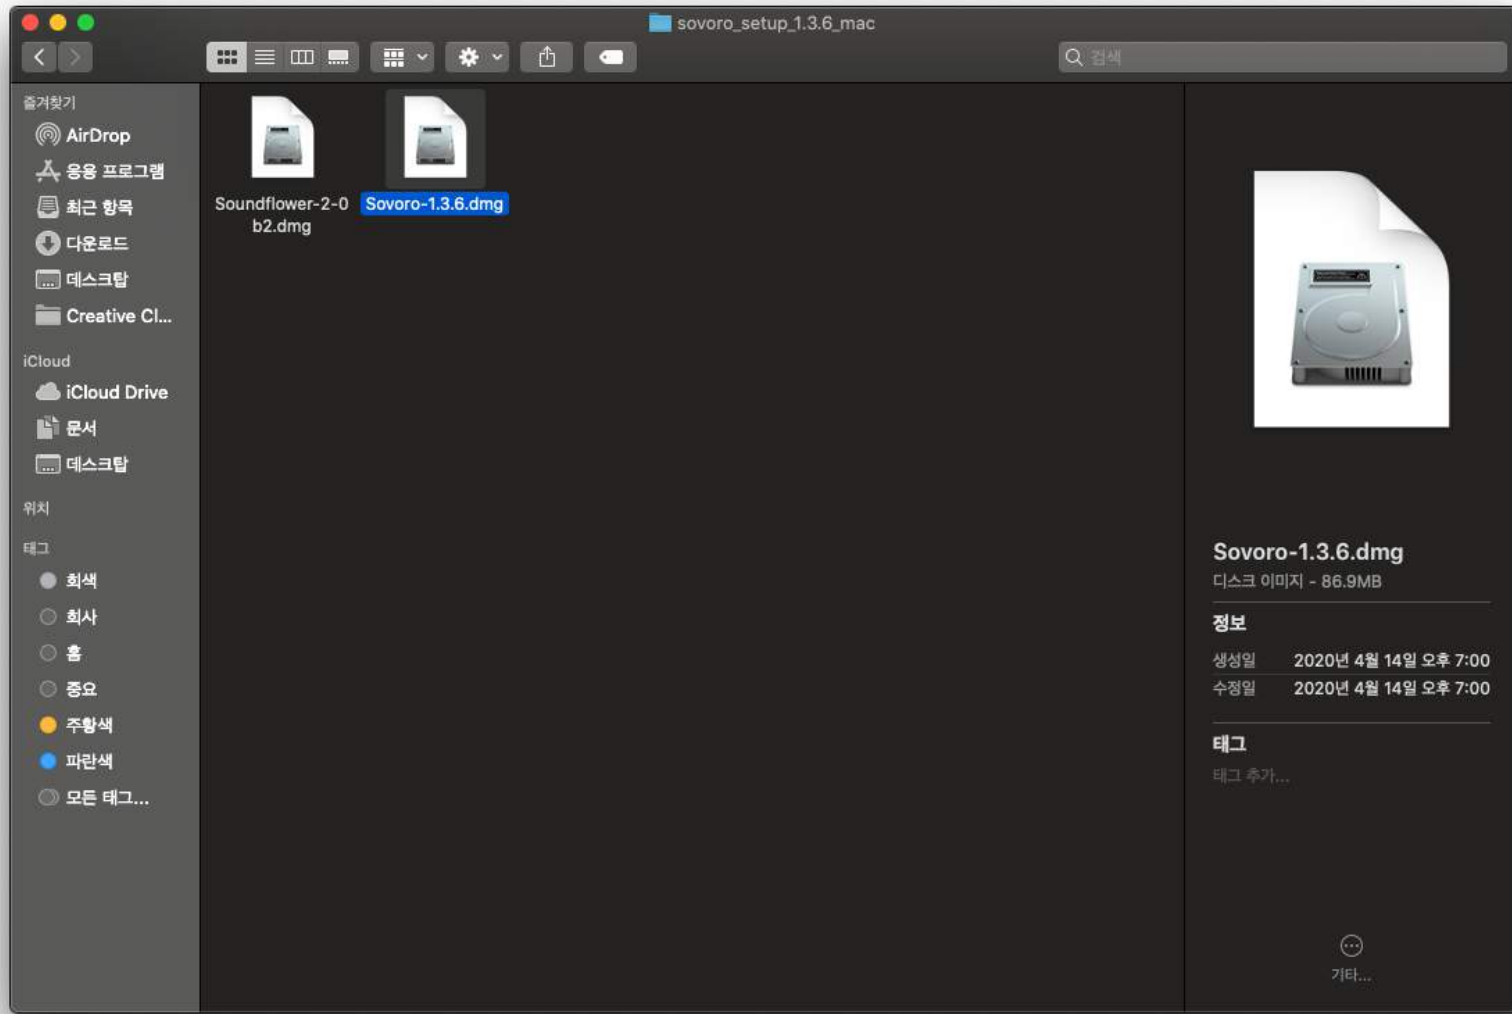 sovoro_setup_1.3.6_mac
검색
즐겨찾기
AirDrop
응용 프로그램
최근 항목
다운로드
데스크탑
Creative Cl...
iCloud
iCloud Drive
문서
데스크탑
위치
태그
회색
회사
홈
중요
주황색
파란색
모든 태그...
Soundflower-2-0
b2.dmg
Sovoro-1.3.6.dmg
Sovoro-1.3.6.dmg
디스크 이미지 - 86.9MB
정보
생성일 2020년 4월 14일 오후 7:00
수정일 2020년 4월 14일 오후 7:00
태그
태그 추가...
기타...